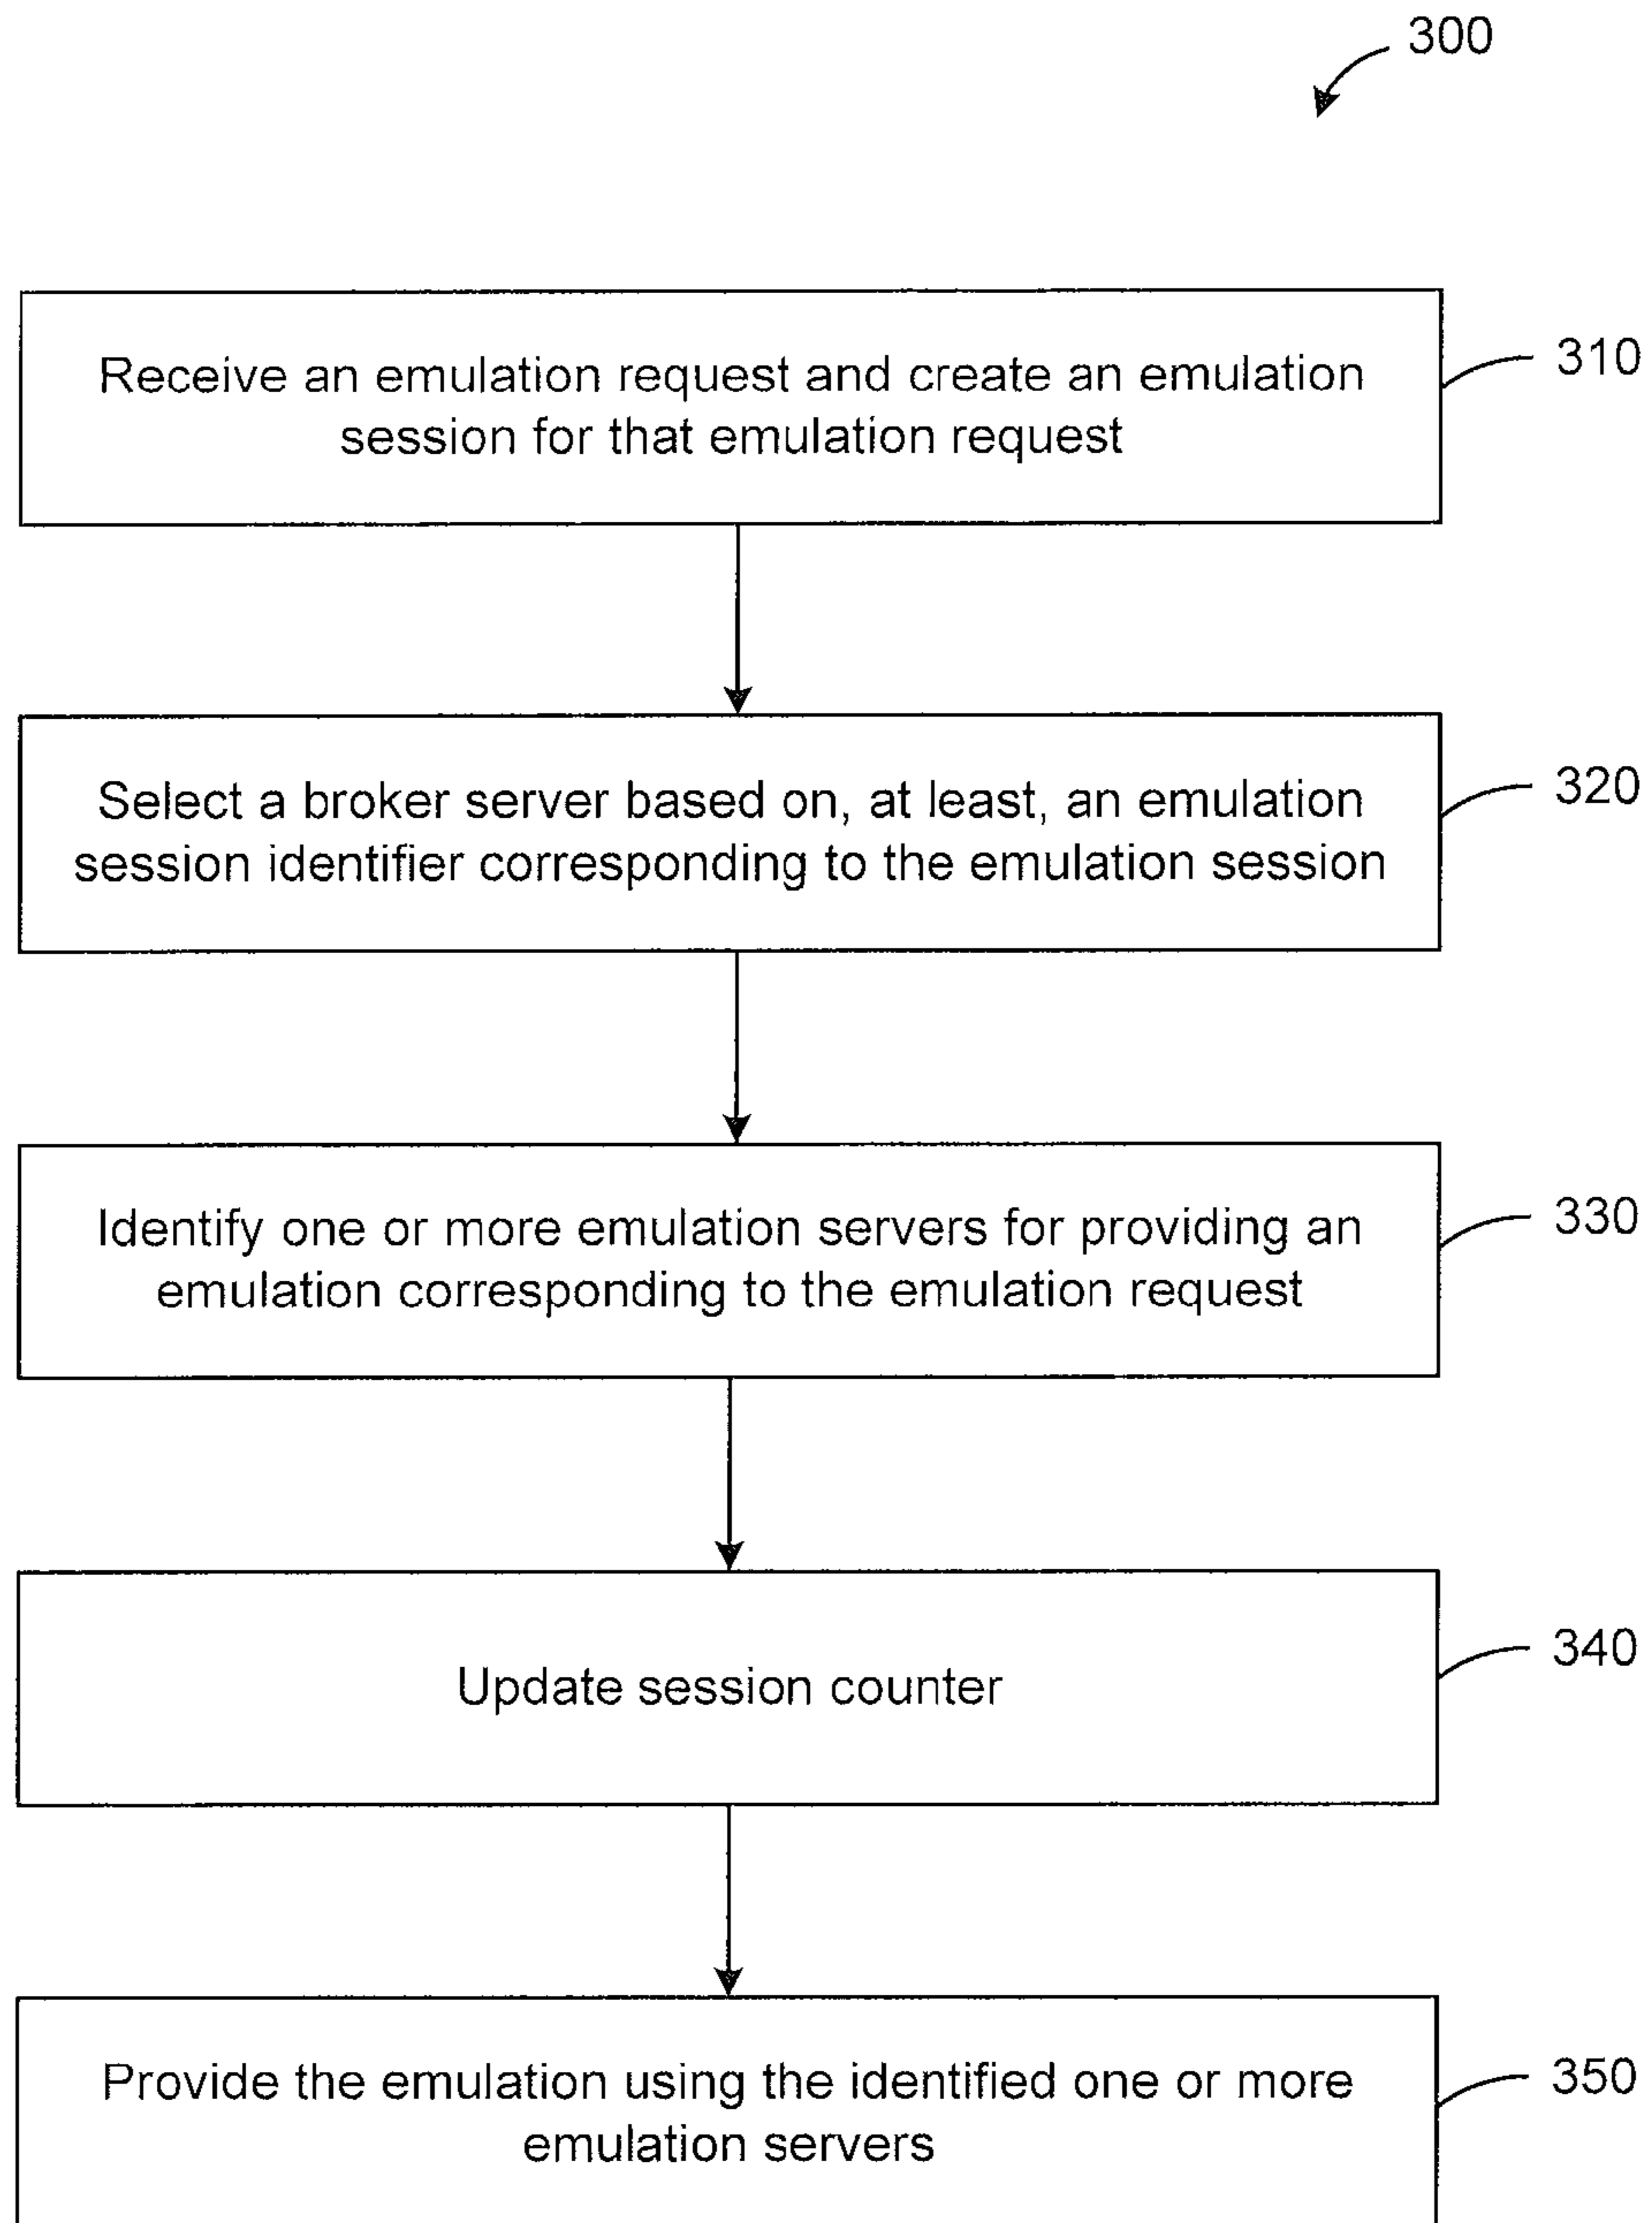 300
Receive an emulation request and create an emulation
session for that emulation request
310
Select a broker server based on, at least, an emulation
session identifier corresponding to the emulation session
320
Identify one or more emulation servers for providing an
emulation corresponding to the emulation request
330
Update session counter
340
Provide the emulation using the identified one or more
emulation servers
350